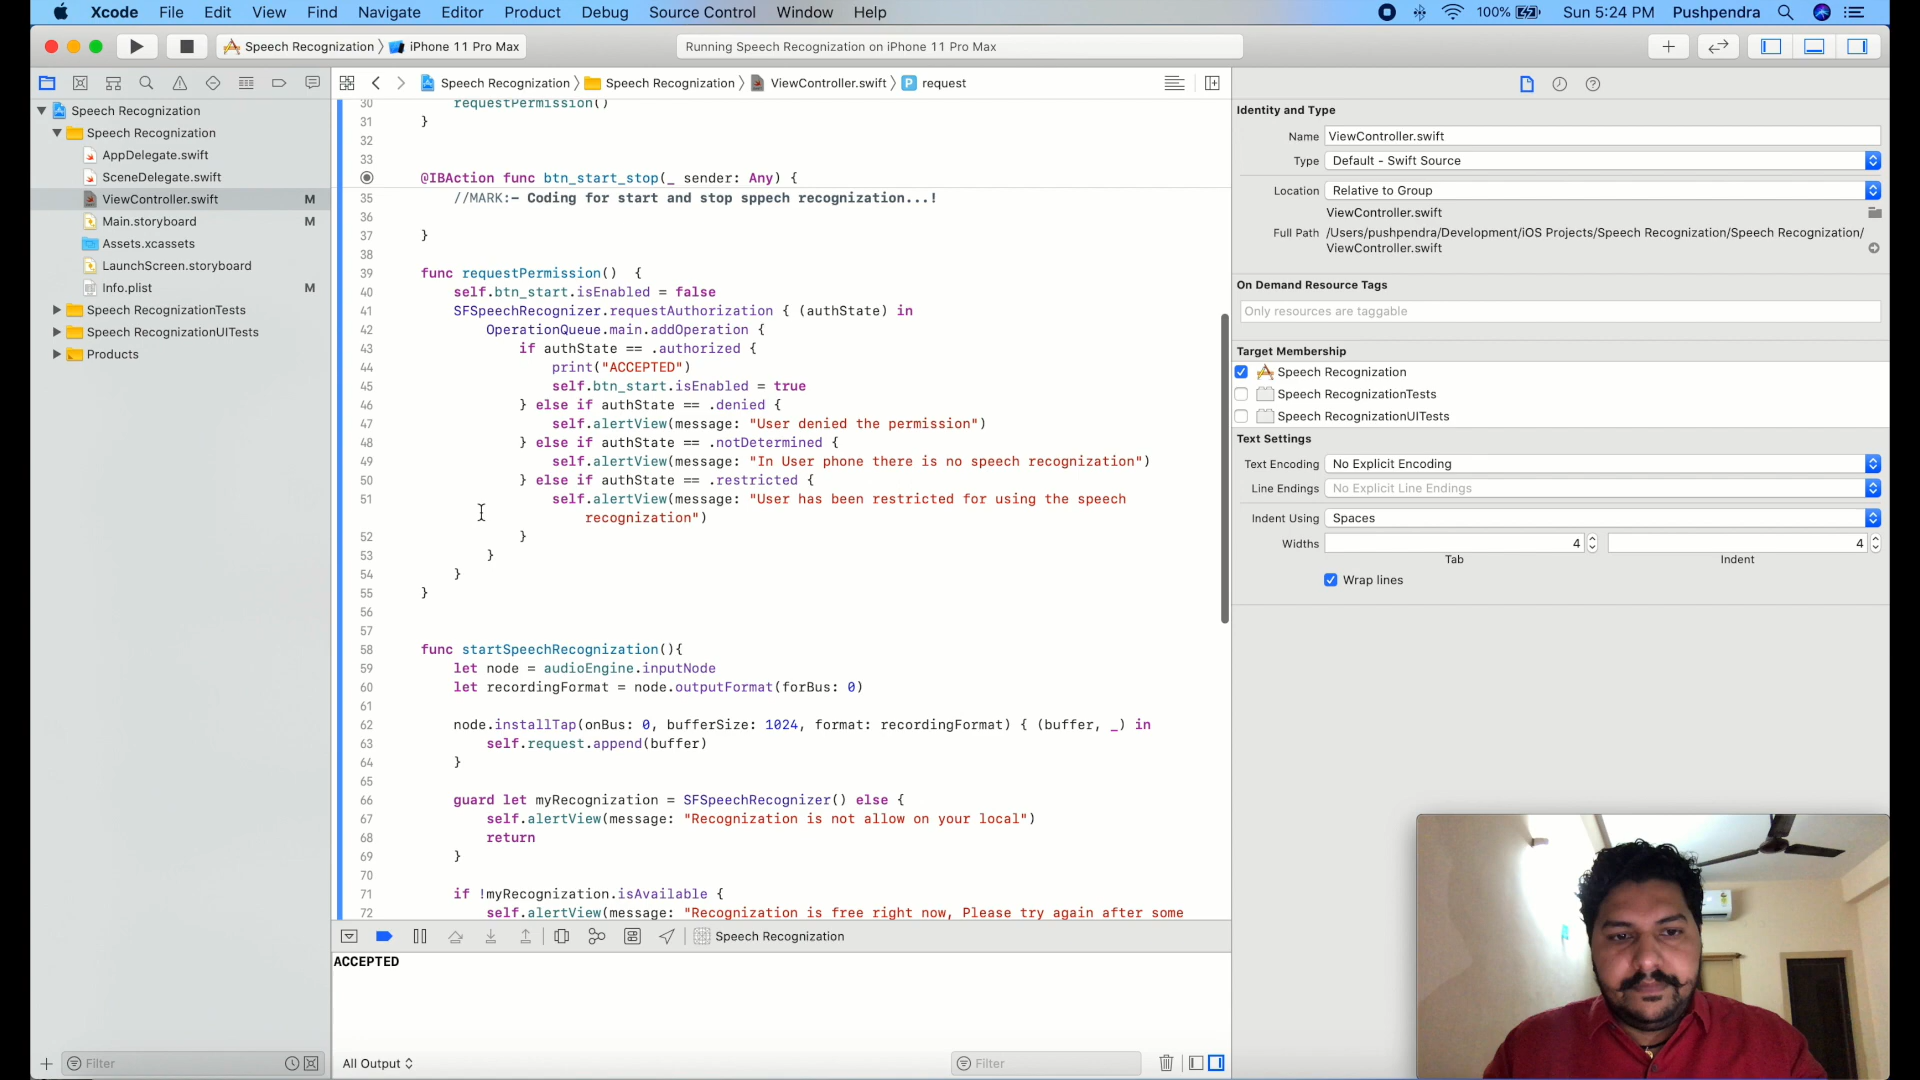 Xcode File Edit View Find Navigate Editor Product Debug Source Control Window Help 100% Sun 5:24 PM Pushpendra
Speech Recognization iPhone 11 Pro Max Running Speech Recognization on iPhone 11 Pro Max
Speech Recognization Speech Recognization ViewController.swift P request
Speech Recognization
Speech Recognization
AppDelegate.swift
SceneDelegate.swift
ViewController.swift M
Main.storyboard M
Assets.xcassets
LaunchScreen.storyboard
Info.plist M
Speech RecognizationTests
Speech RecognizationUITests
Products
Filter
30 requestPermission()
31 }
32
33
@IBAction func btn_start_stop(_ sender: Any) {
35 //MARK:- Coding for start and stop sppech recognization...!
36
37 }
38
39 func requestPermission() {
40 self.btn_start.isEnabled = false
41 SFSpeechRecognizer.requestAuthorization { (authState) in
42 OperationQueue.main.addOperation {
43 if authState == .authorized {
44 print("ACCEPTED")
45 self.btn_start.isEnabled = true
46 } else if authState == .denied {
47 self.alertView(message: "User denied the permission")
48 } else if authState == .notDetermined {
49 self.alertView(message: "In User phone there is no speech recognization")
50 } else if authState == .restricted {
51 self.alertView(message: "User has been restricted for using the speech
recognization")
52 }
53 }
54 }
55 }
56
57
58 func startSpeechRecognization(){
59 let node = audioEngine.inputNode
60 let recordingFormat = node.outputFormat(forBus: 0)
61
62 node.installTap(onBus: 0, bufferSize: 1024, format: recordingFormat) { (buffer, _) in
63 self.request.append(buffer)
64 }
65
66 guard let myRecognization = SFSpeechRecognizer() else {
67 self.alertView(message: "Recognization is not allow on your local")
68 return
69 }
70
71 if !myRecognization.isAvailable {
72 self.alertView(message: "Recognization is free right now, Please try again after some
Speech Recognization
ACCEPTED
All Output
Filter
Identity and Type
Name ViewController.swift
Type Default - Swift Source
Location Relative to Group
ViewController.swift
Full Path /Users/pushpendra/Development/iOS Projects/Speech Recognization/Speech Recognization/
ViewController.swift
On Demand Resource Tags
Only resources are taggable
Target Membership
Speech Recognization
Speech RecognizationTests
Speech RecognizationUITests
Text Settings
Text Encoding No Explicit Encoding
Line Endings No Explicit Line Endings
Indent Using Spaces
Widths 4 4
Tab Indent
Wrap lines